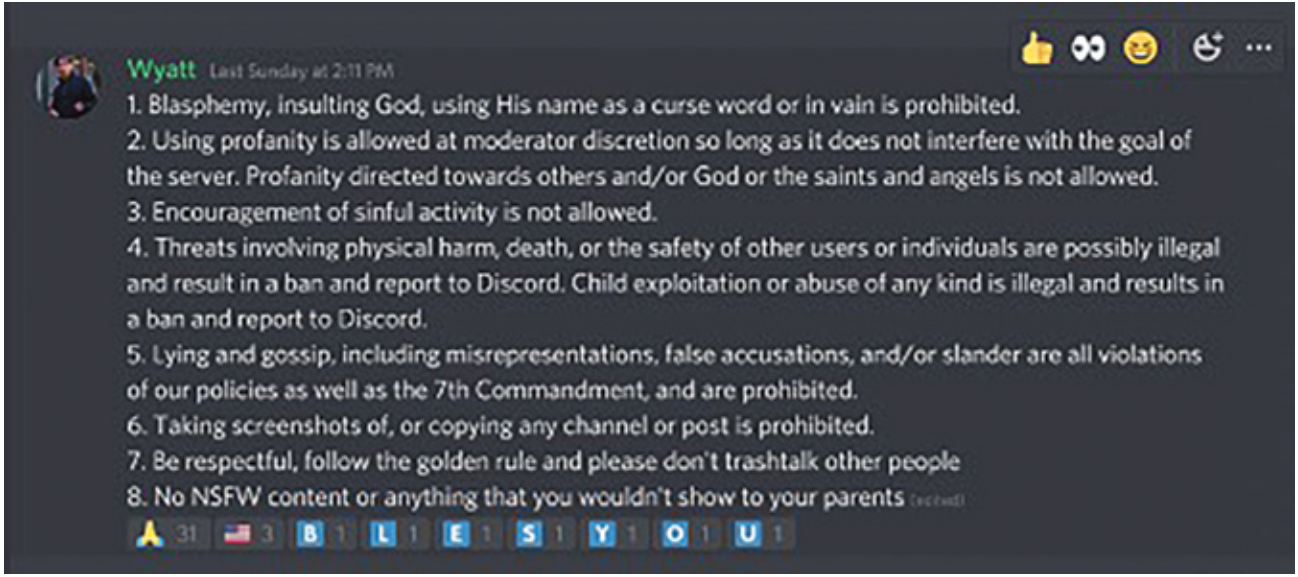 Wyatt Last Sunday at 2:11 PM
1. Blasphemy, insulting God, using His name as a curse word or in vain is prohibited.
2. Using profanity is allowed at moderator discretion so long as it does not interfere with the goal of
the server. Profanity directed towards others and/or God or the saints and angels is not allowed.
3. Encouragement of sinful activity is not allowed.
4. Threats involving physical harm, death, or the safety of other users or individuals are possibly illegal
and result in a ban and report to Discord. Child exploitation or abuse of any kind is illegal and results in
a ban and report to Discord.
5. Lying and gossip, including misrepresentations, false accusations, and/or slander are all violations
of our policies as well as the 7th Commandment, and are prohibited.
6. Taking screenshots of, or copying any channel or post is prohibited.
7. Be respectful, follow the golden rule and please don't trashtalk other people
8. No NSFW content or anything that you wouldn't show to your parents (edited)
31 3 B 1 L 1 E 1 S 1 Y 1 O 1 U 1